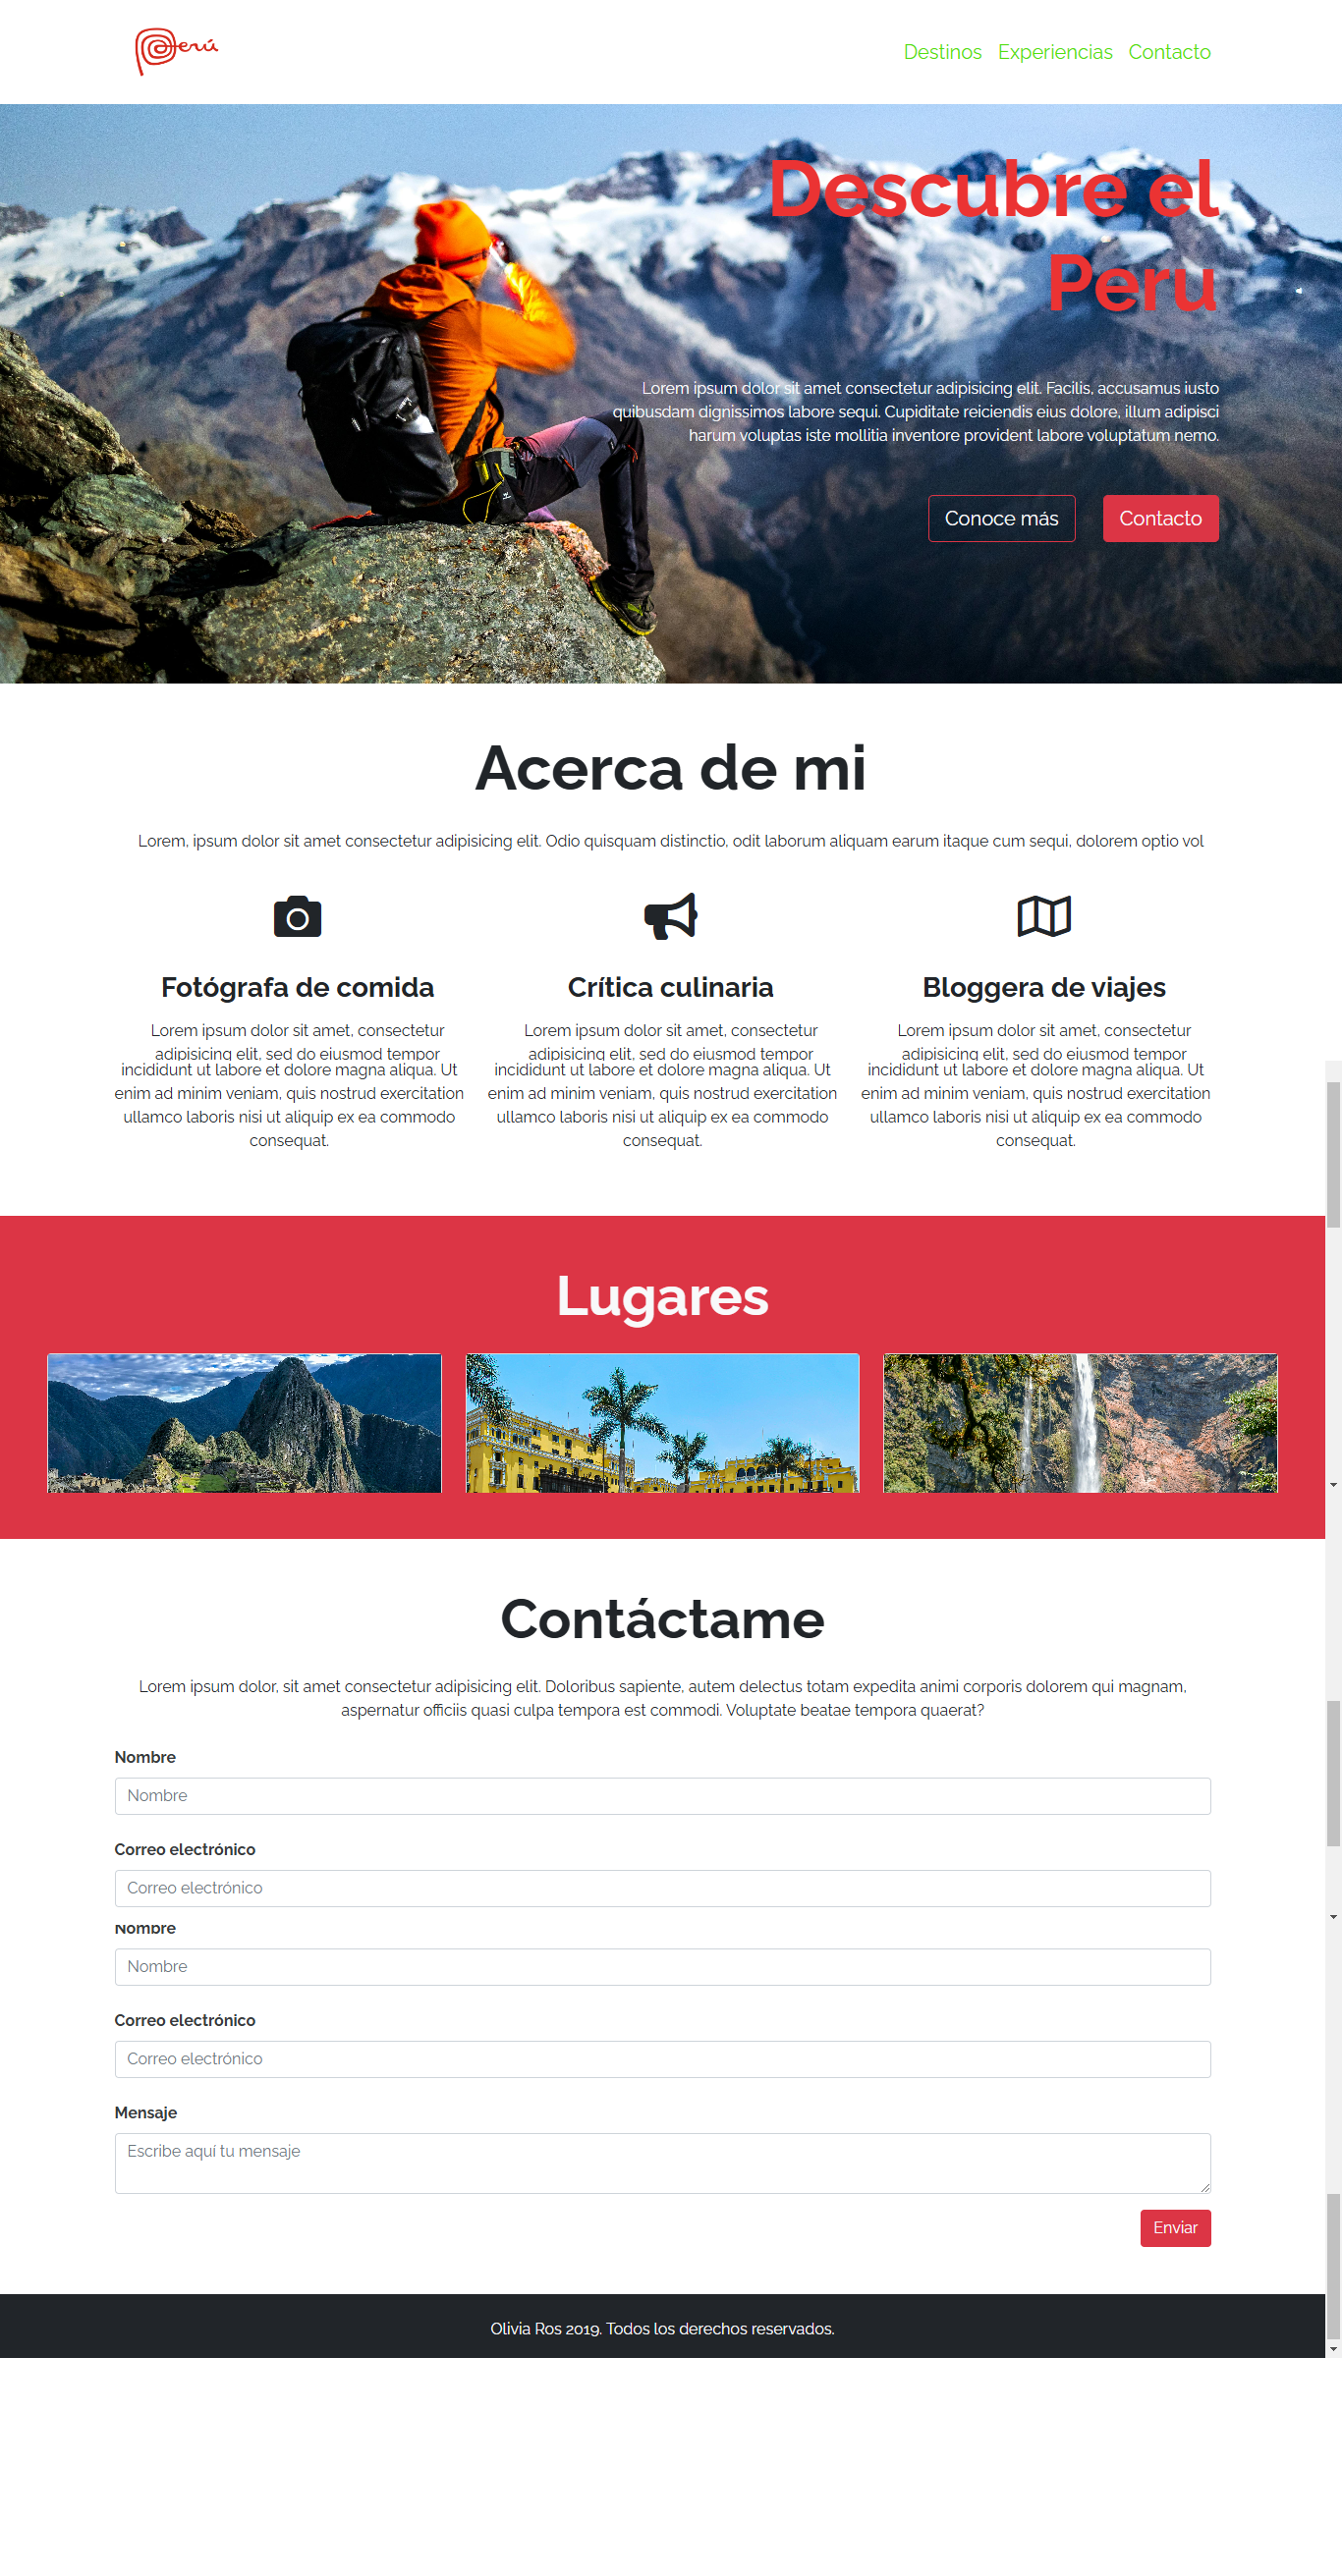 Perú
Destinos Experiencias Contacto
Descubre el
Peru
Lorem ipsum dolor sit amet consectetur adipisicing elit. Facilis, accusamus iusto
quibusdam dignissimos labore sequi. Cupiditate reiciendis eius dolore, illum adipisci
harum voluptas iste mollitia inventore provident labore voluptatum nemo.
Conoce más Contacto
Acerca de mi
Lorem, ipsum dolor sit amet consectetur adipisicing elit. Odio quisquam distinctio, odit laborum aliquam earum itaque cum sequi, dolorem optio vol
Fotógrafa de comida
Lorem ipsum dolor sit amet, consectetur
adipisicing elit, sed do eiusmod tempor
incididunt ut labore et dolore magna aliqua. Ut
enim ad minim veniam, quis nostrud exercitation
ullamco laboris nisi ut aliquip ex ea commodo
consequat.
Crítica culinaria
Lorem ipsum dolor sit amet, consectetur
adipisicing elit, sed do eiusmod tempor
incididunt ut labore et dolore magna aliqua. Ut
enim ad minim veniam, quis nostrud exercitation
ullamco laboris nisi ut aliquip ex ea commodo
consequat.
Bloggera de viajes
Lorem ipsum dolor sit amet, consectetur
adipisicing elit, sed do eiusmod tempor
incididunt ut labore et dolore magna aliqua. Ut
enim ad minim veniam, quis nostrud exercitation
ullamco laboris nisi ut aliquip ex ea commodo
consequat.
Lugares
Contáctame
Lorem ipsum dolor, sit amet consectetur adipisicing elit. Doloribus sapiente, autem delectus totam expedita animi corporis dolorem qui magnam,
aspernatur officiis quasi culpa tempora est commodi. Voluptate beatae tempora quaerat?
Nombre
Nombre
Correo electrónico
Correo electrónico
Nombre
Nombre
Correo electrónico
Correo electrónico
Mensaje
Escribe aquí tu mensaje
Enviar
Olivia Ros 2019. Todos los derechos reservados.